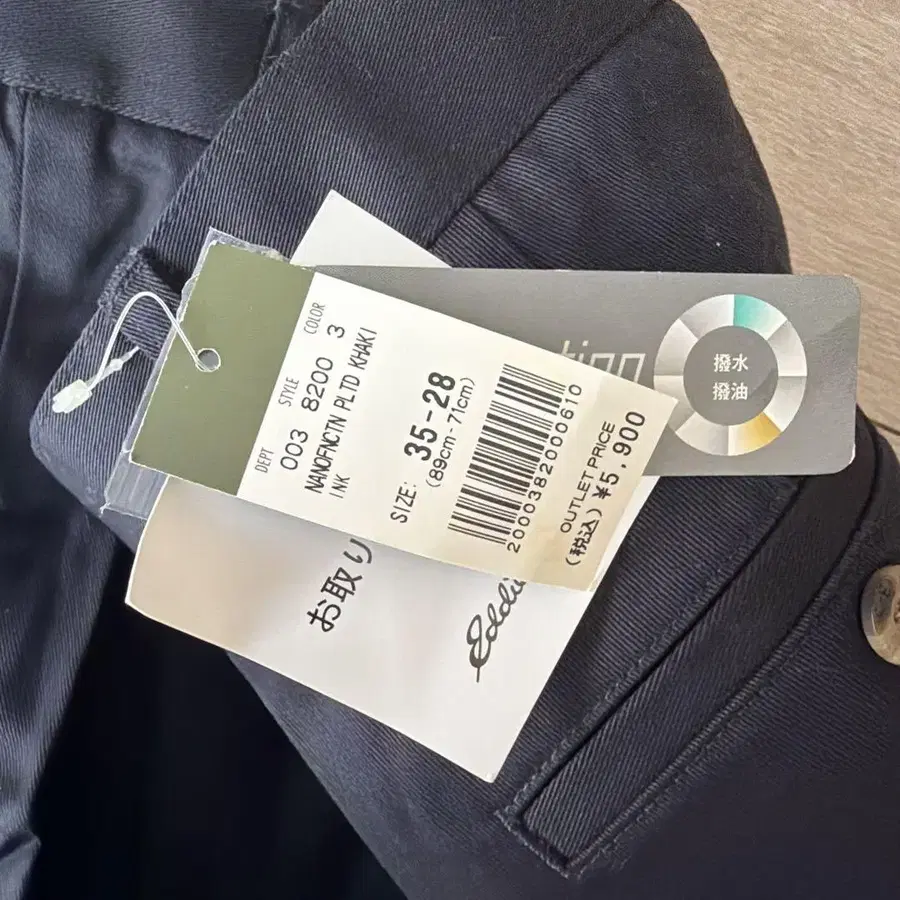 DEPT STYLE COLOR
003 8200 3
NANOFNCTN PLTD KHAKI
INK
SIZE: 35-28
(89cm-71cm)
2000382000610
OUTLET PRICE
(税込)¥5,900
撥水
撥油
お取り
Eddie